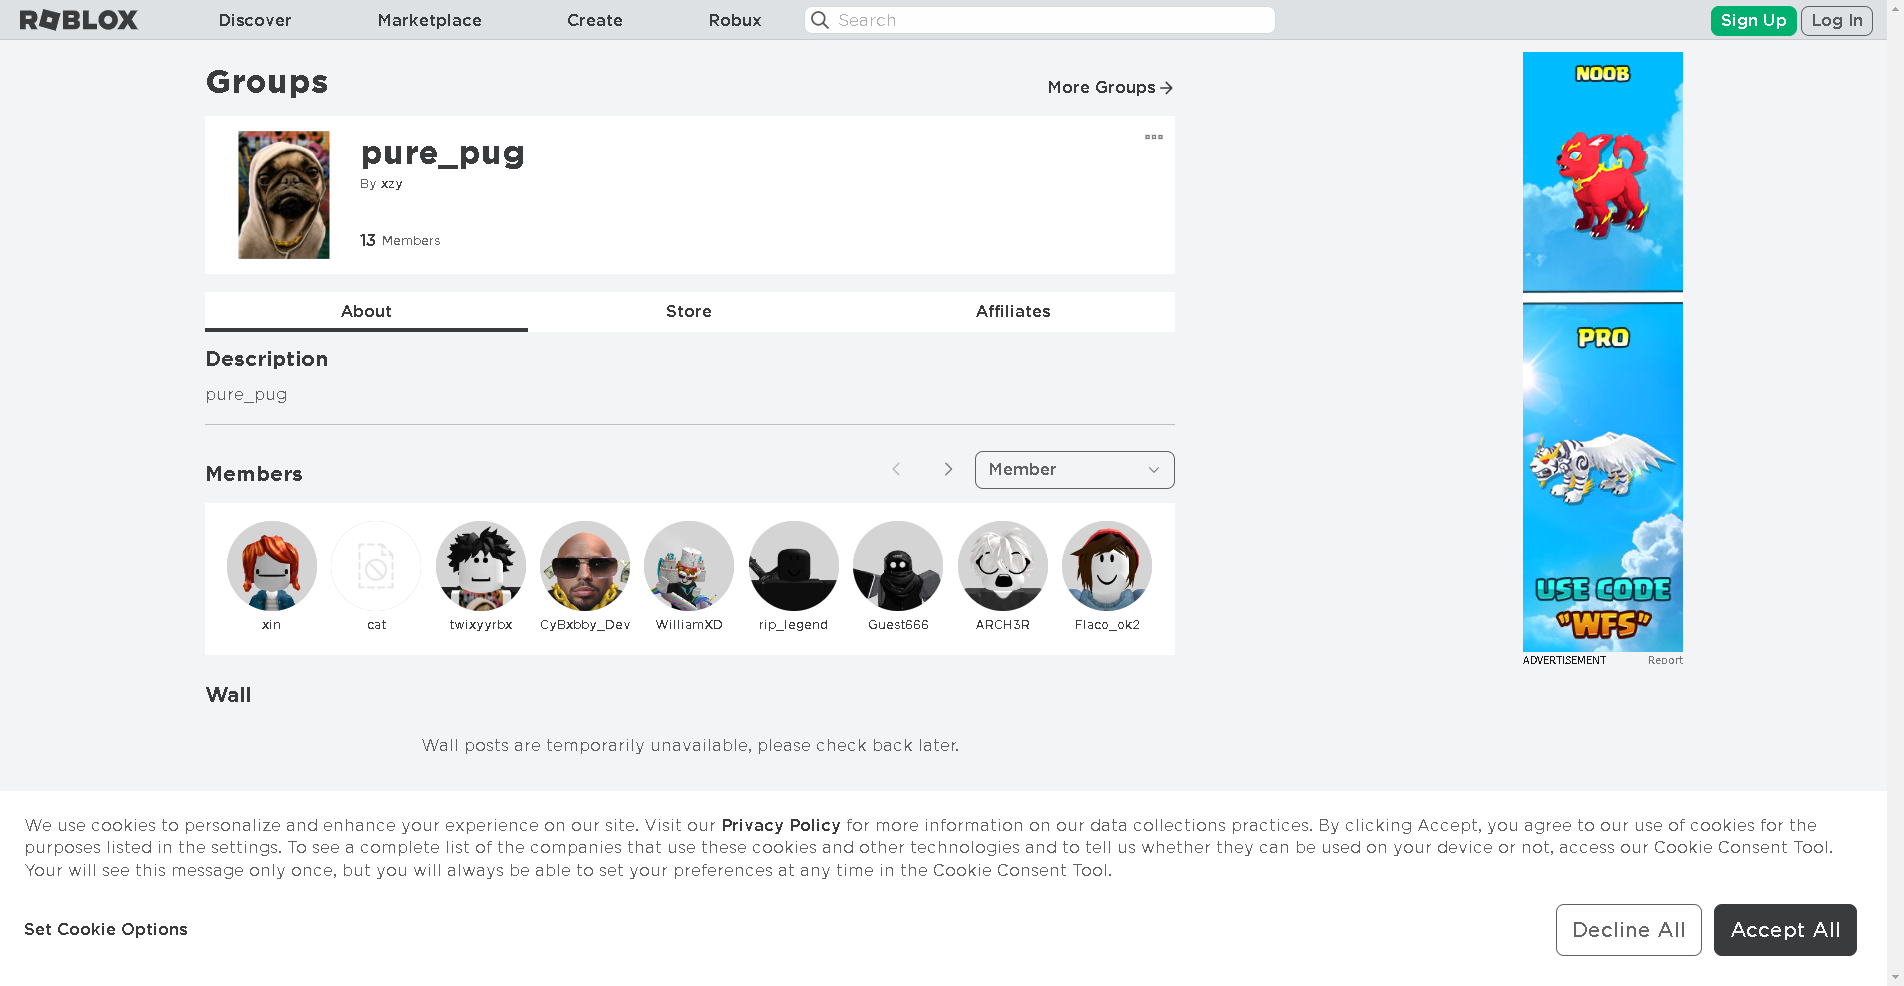 ROBLOX Discover Marketplace Create Robux Search Sign Up Log In
Groups
More Groups
pure_pug
By xzy
13 Members
About Store Affiliates
Description
pure_pug
Members
Member
xin cat twixyyrbx CyBxbby_Dev WilliamXD rip_legend Guest666 ARCH3R Flaco_ok2
Wall
Wall posts are temporarily unavailable, please check back later.
NOOB
PRO
USE CODE
"WFS"
ADVERTISEMENT Report
We use cookies to personalize and enhance your experience on our site. Visit our Privacy Policy for more information on our data collections practices. By clicking Accept, you agree to our use of cookies for the
purposes listed in the settings. To see a complete list of the companies that use these cookies and other technologies and to tell us whether they can be used on your device or not, access our Cookie Consent Tool.
Your will see this message only once, but you will always be able to set your preferences at any time in the Cookie Consent Tool.
Set Cookie Options
Decline All Accept All